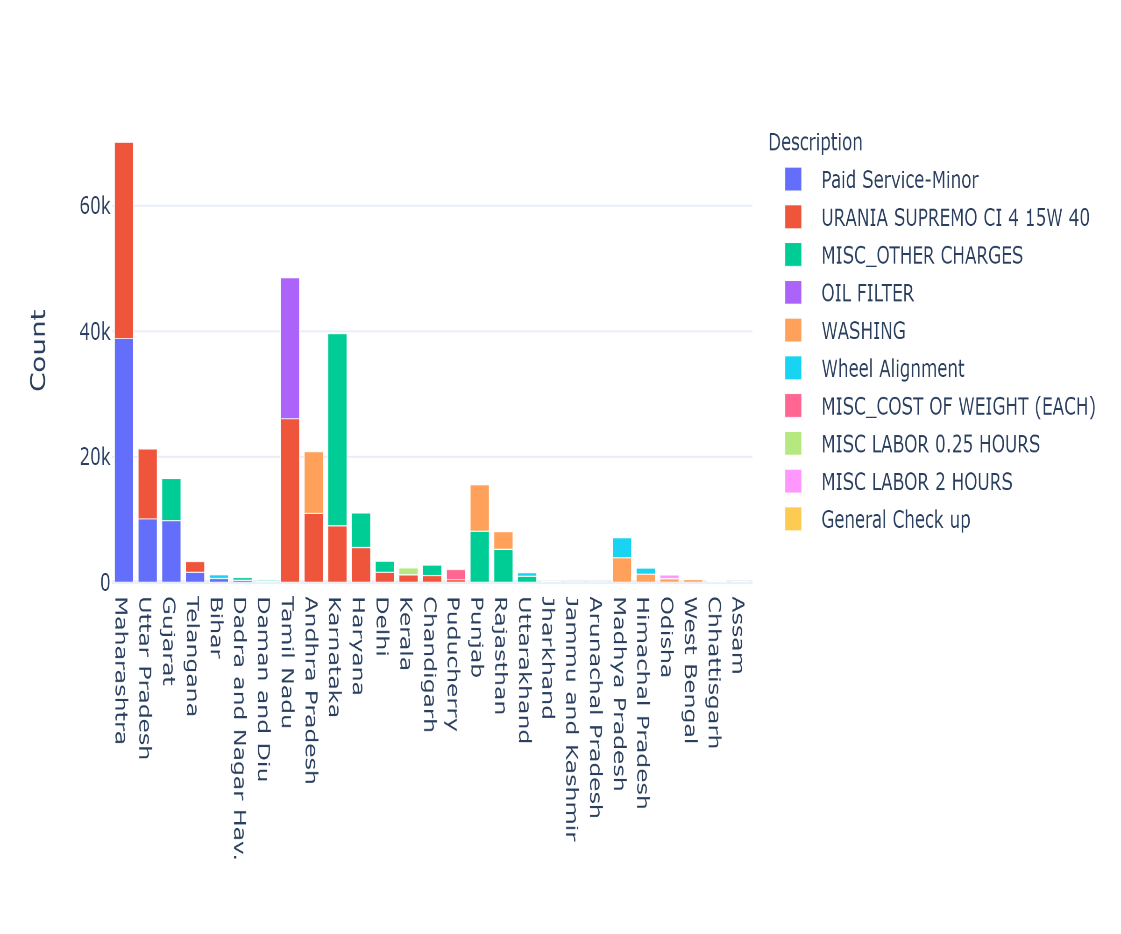 Description
Paid Service-Minor
URANIA SUPREMO CI 4 15W 40
MISC_OTHER CHARGES
OIL FILTER
WASHING
Wheel Alignment
MISC_COST OF WEIGHT (EACH)
MISC LABOR 0.25 HOURS
MISC LABOR 2 HOURS
General Check up
60k
40k
20k
0
Count
Maharashtra
Uttar Pradesh
Gujarat
Telangana
Bihar
Dadra and Nagar Hav.
Daman and Diu
Tamil Nadu
Andhra Pradesh
Karnataka
Haryana
Delhi
Kerala
Chandigarh
Puducherry
Punjab
Rajasthan
Uttarakhand
Jharkhand
Jammu and Kashmir
Arunachal Pradesh
Madhya Pradesh
Himachal Pradesh
Odisha
West Bengal
Chhattisgarh
Assam